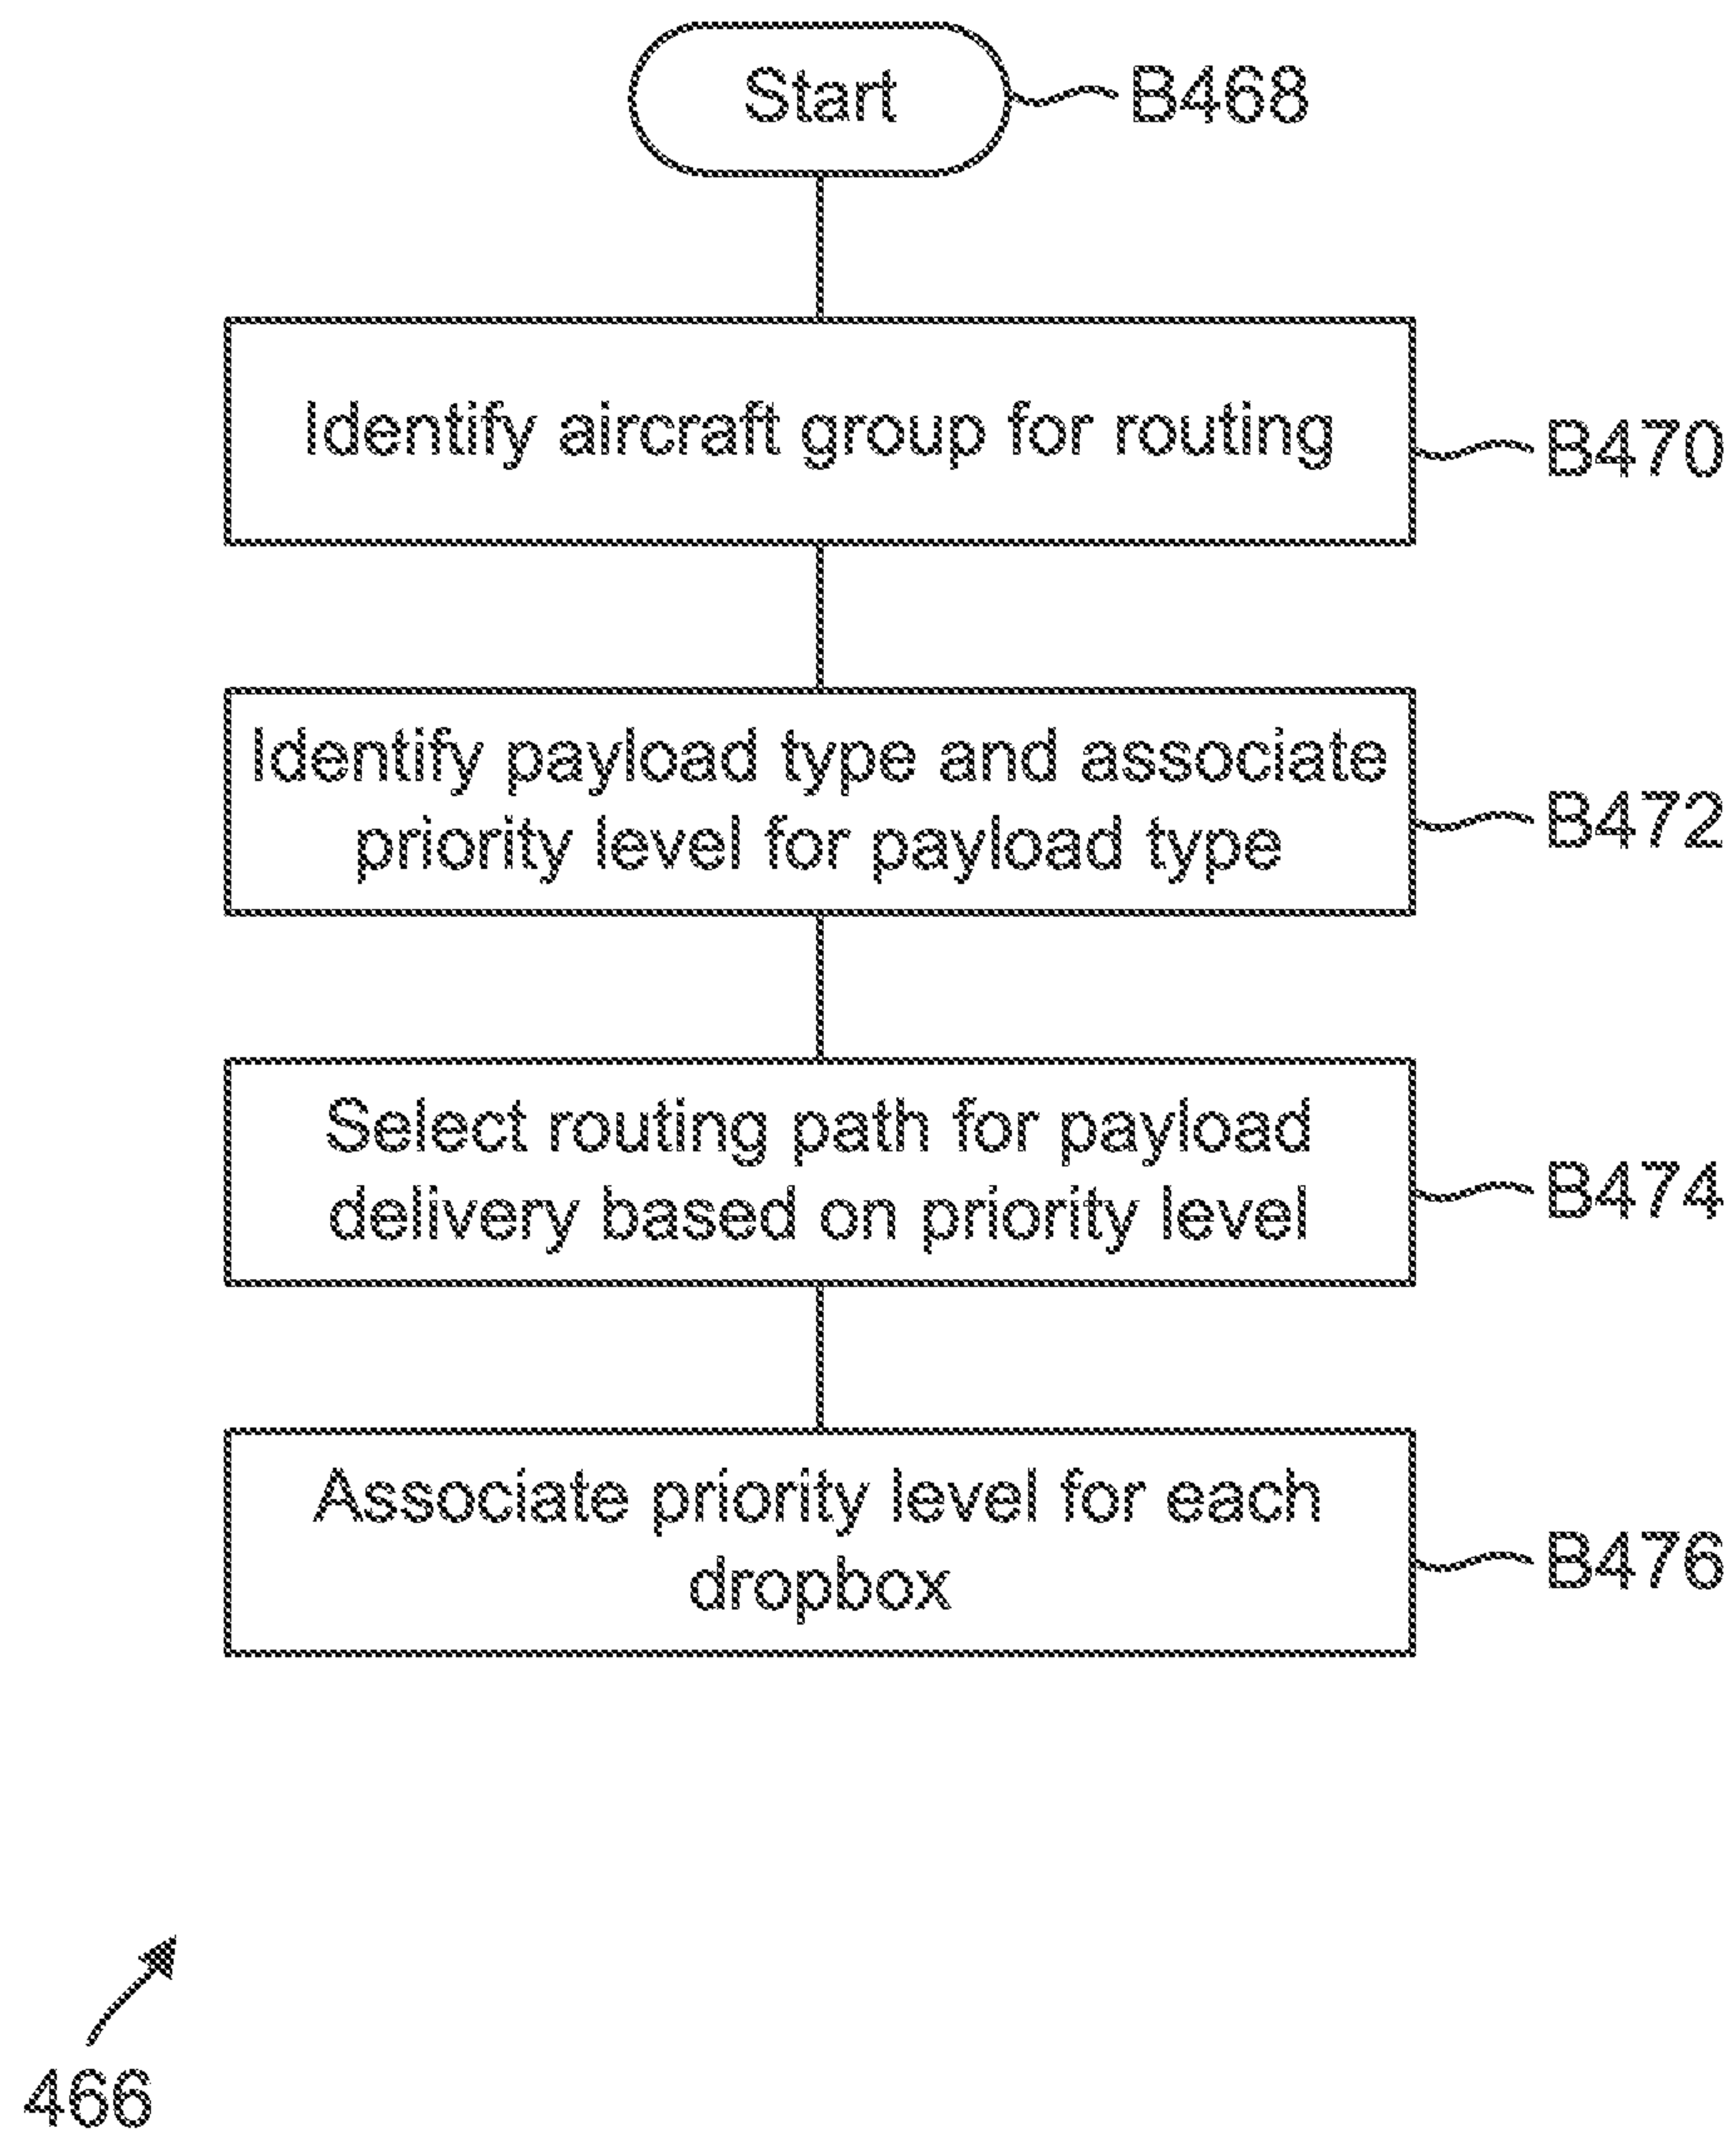 Start
B468
Identify aircraft group for routing
B470
Identify payload type and associate
priority level for payload type
B472
Select routing path for payload
delivery based on priority level
B474
Associate priority level for each
dropbox
B476
466